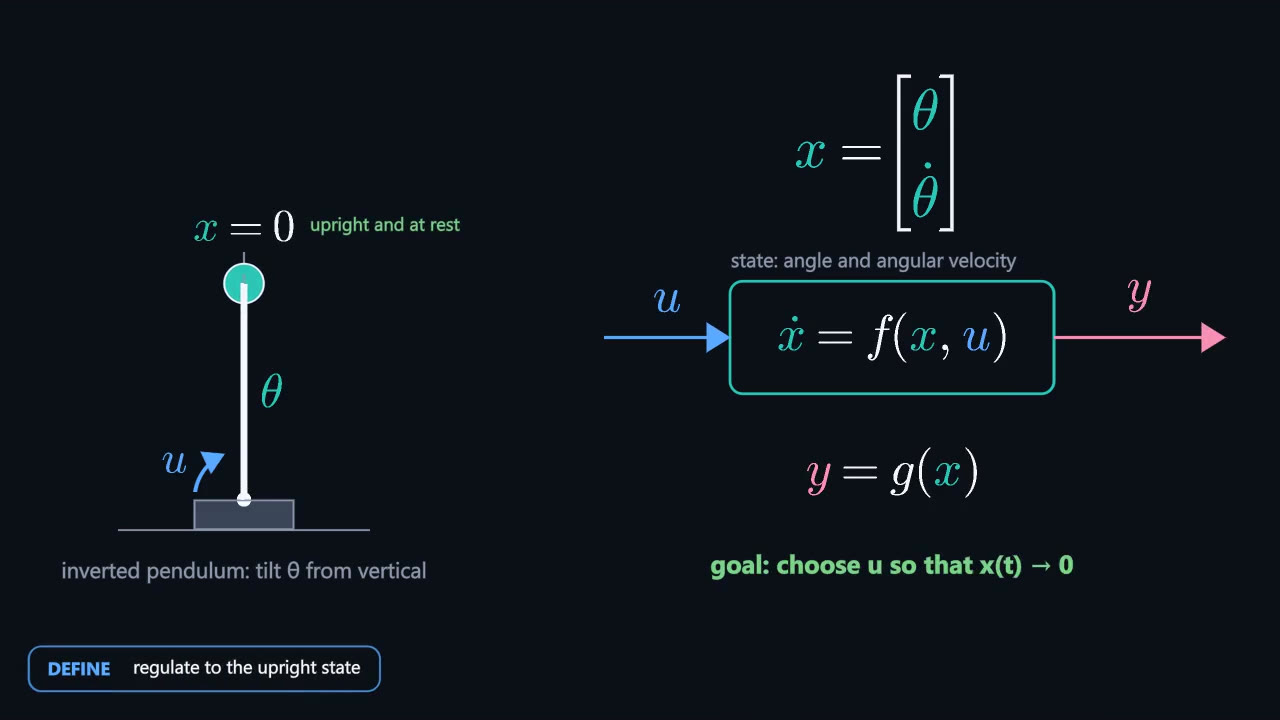 x = 0 upright and at rest
θ
u
inverted pendulum: tilt θ from vertical
x = [θ
θ̇]
state: angle and angular velocity
u
ẋ = f(x, u)
y
y = g(x)
goal: choose u so that x(t) → 0
DEFINE regulate to the upright state